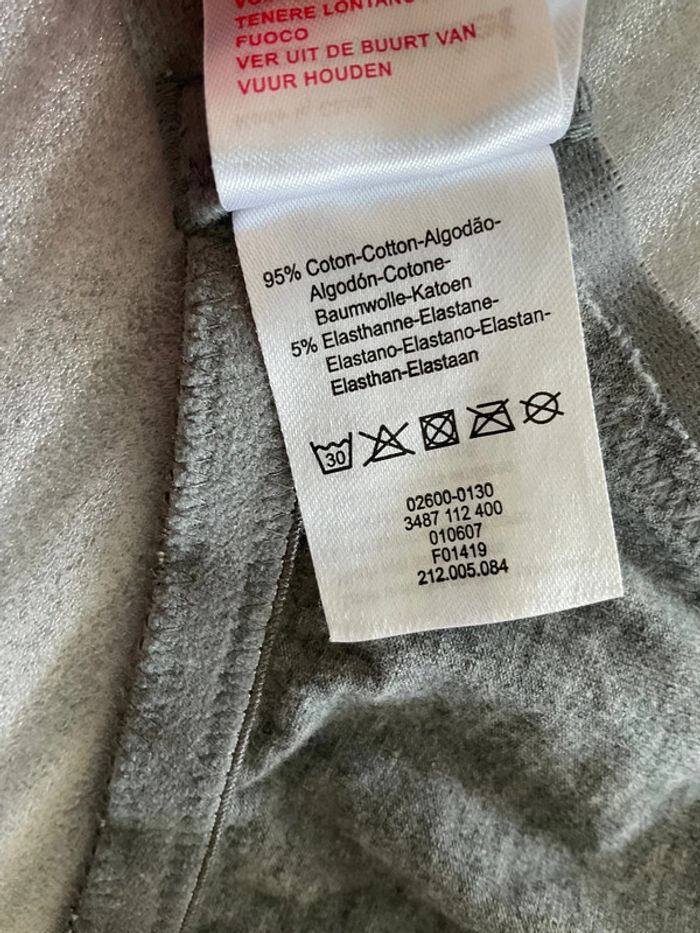 TENERE LONTANO
FUOCO
VER UIT DE BUURT VAN
VUUR HOUDEN
95% Coton-Cotton-Algodão-
Algodón-Cotone-
Baumwolle-Katoen
5% Elasthanne-Elastane-
Elastano-Elastano-Elastan-
Elasthan-Elastaan
30
02600-0130
3487 112 400
010607
F01419
212.005.084